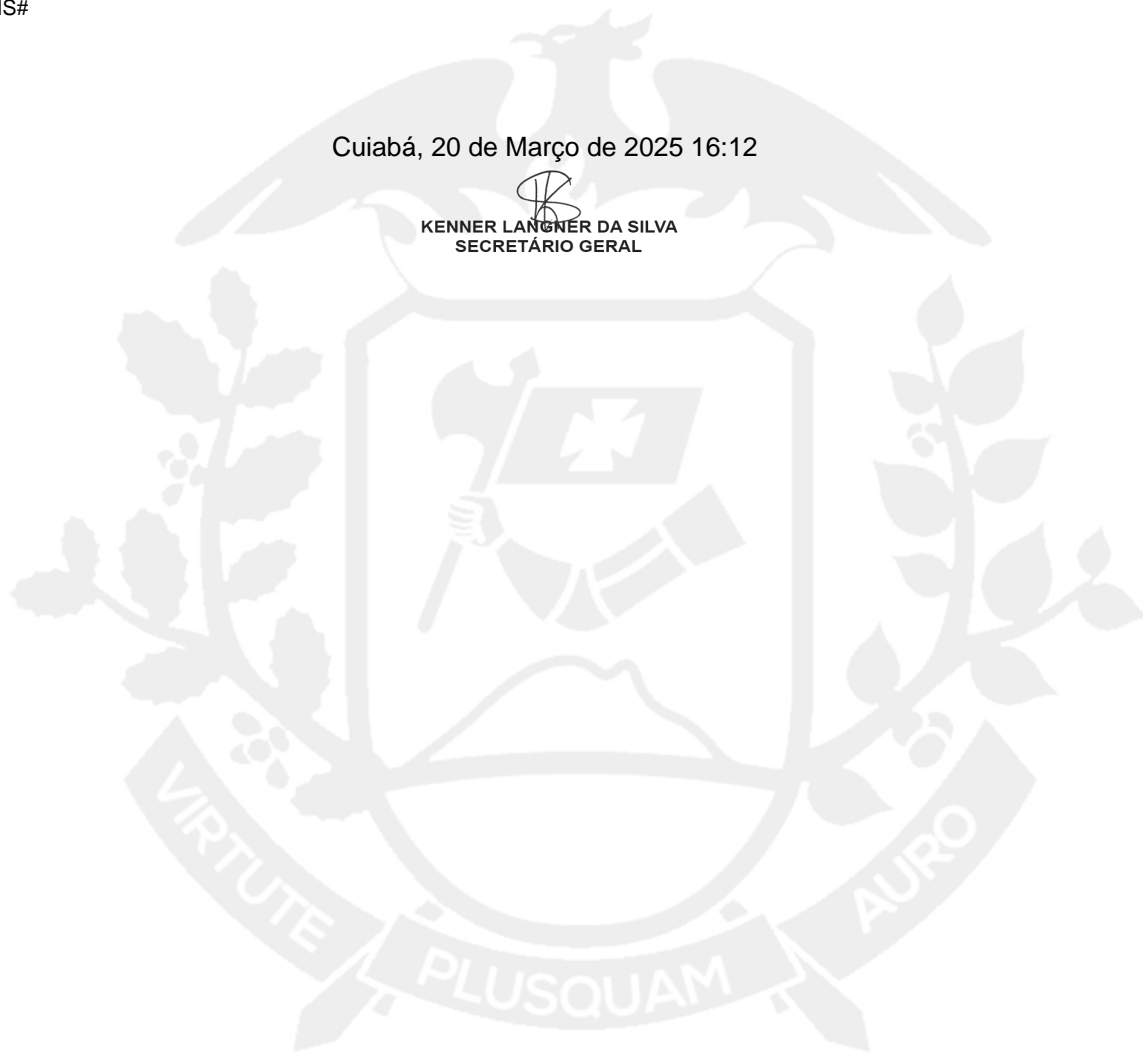 IS#
Cuiabá, 20 de Março de 2025 16:12
KENNER LANGNER DA SILVA
SECRETÁRIO GERAL
VIRTUTE
PLUSQUAM
AURO